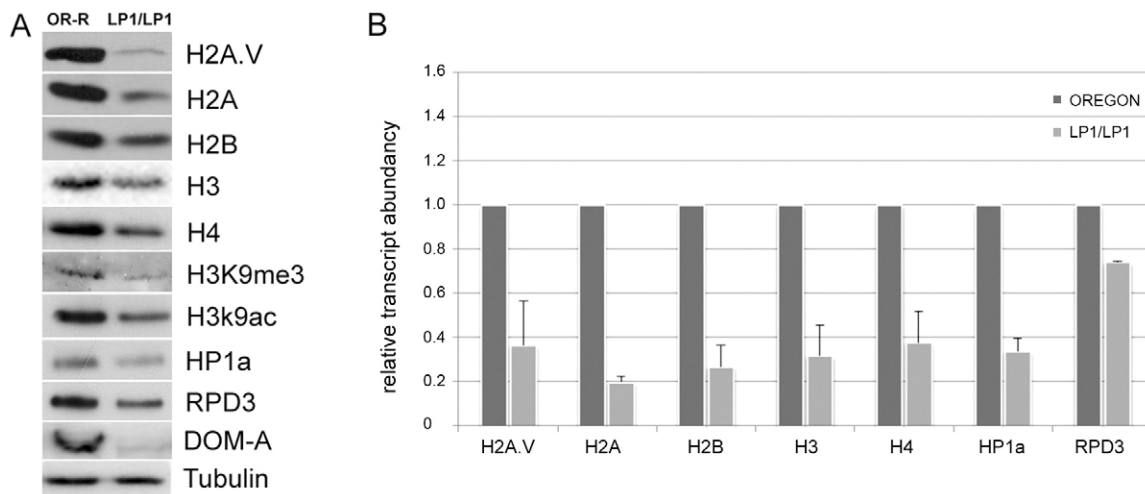 A
OR-R LP1/LP1
H2A.V
H2A
H2B
H3
H4
H3K9me3
H3k9ac
HP1a
RPD3
DOM-A
Tubulin
B
relative transcript abundancy
1.6
1.4
1.2
1.0
0.8
0.6
0.4
0.2
0
OREGON
LP1/LP1
H2A.V H2A H2B H3 H4 HP1a RPD3